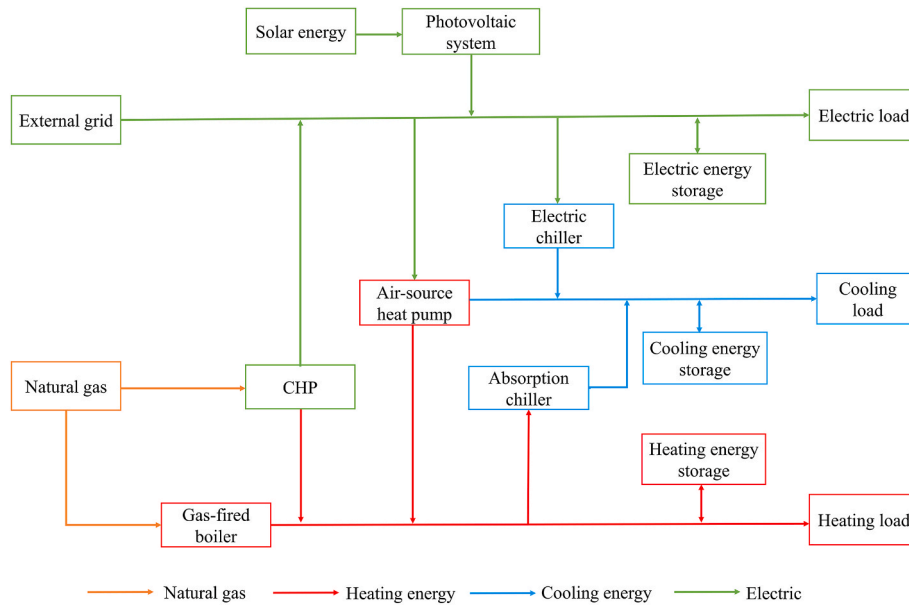 Solar energy
Photovoltaic
system
External grid
Electric load
Electric energy
storage
Electric
chiller
Air-source
heat pump
Cooling
load
Cooling energy
storage
Natural gas
CHP
Absorption
chiller
Heating energy
storage
Gas-fired
boiler
Heating load
Natural gas
Heating energy
Cooling energy
Electric